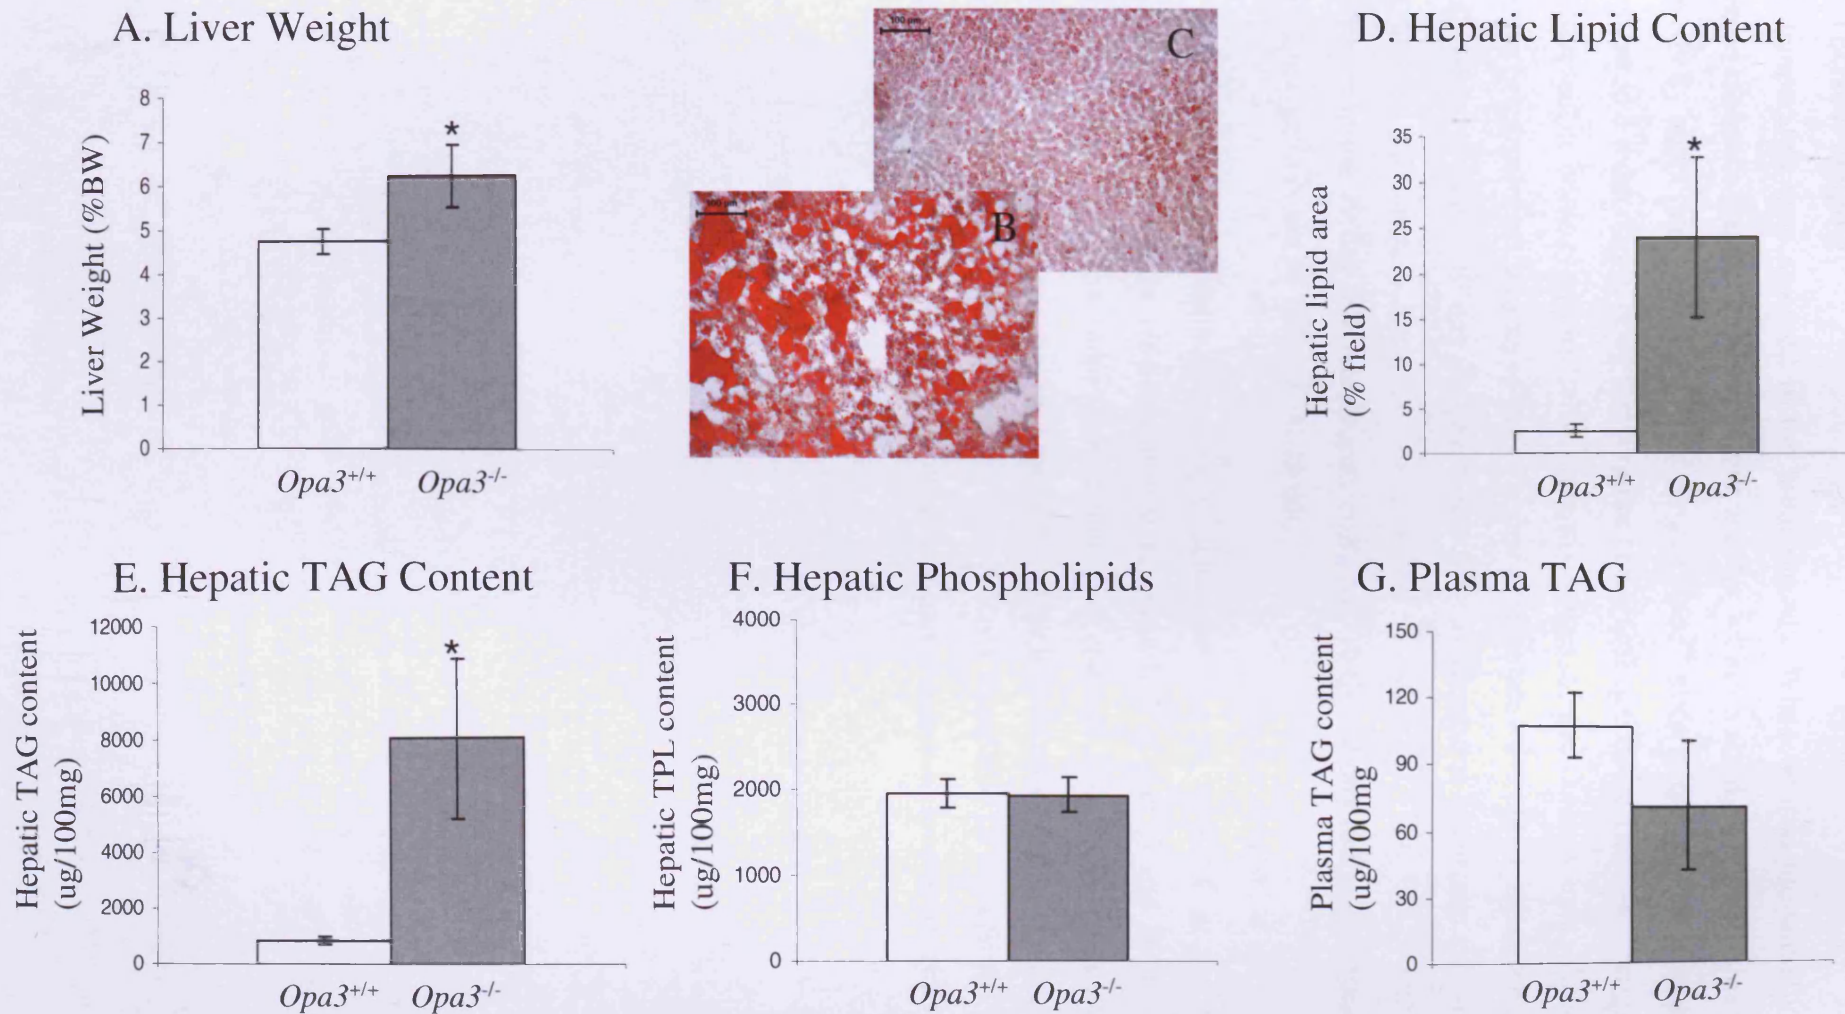 A. Liver Weight
Liver Weight (%BW)
8
7
6
5
4
3
2
1
0
*
Opa3+/+ Opa3-/-
100 µm
C
100 µm
B
D. Hepatic Lipid Content
Hepatic lipid area
(% field)
35
30
25
20
15
10
5
0
*
Opa3+/+ Opa3-/-
E. Hepatic TAG Content
Hepatic TAG content
(ug/100mg)
12000
10000
8000
6000
4000
2000
0
*
Opa3+/+ Opa3-/-
F. Hepatic Phospholipids
Hepatic TPL content
(ug/100mg)
4000
3000
2000
1000
0
Opa3+/+ Opa3-/-
G. Plasma TAG
Plasma TAG content
(ug/100mg
150
120
90
60
30
0
Opa3+/+ Opa3-/-